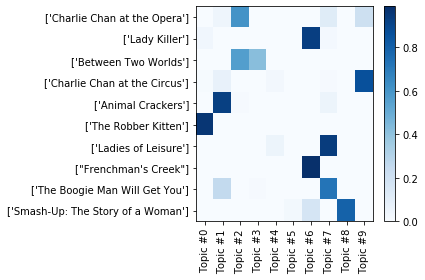 ['Charlie Chan at the Opera']
['Lady Killer']
['Between Two Worlds']
['Charlie Chan at the Circus']
['Animal Crackers']
['The Robber Kitten']
['Ladies of Leisure']
["Frenchman's Creek"]
['The Boogie Man Will Get You']
['Smash-Up: The Story of a Woman']
Topic #0
Topic #1
Topic #2
Topic #3
Topic #4
Topic #5
Topic #6
Topic #7
Topic #8
Topic #9
0.8
0.6
0.4
0.2
0.0